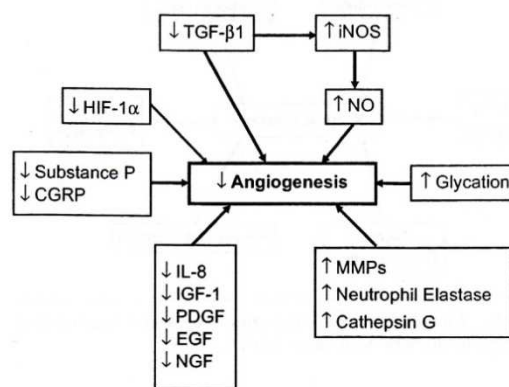 ↓TGF-β1
↑iNOS
↓HIF-1α
↑NO
↓Substance P
↓CGRP
↓Angiogenesis
↑Glycation
↓IL-8
↓IGF-1
↓PDGF
↓EGF
↓NGF
↑MMPs
↑Neutrophil Elastase
↑Cathepsin G